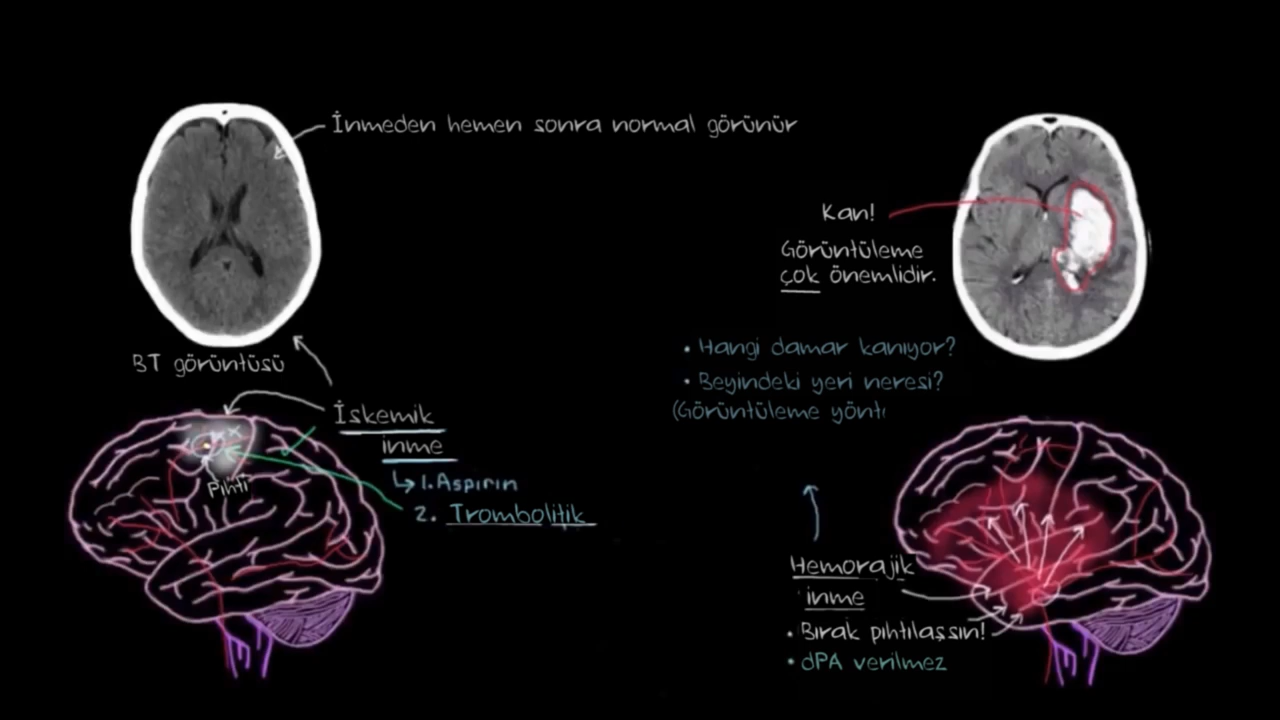 İnmeden hemen sonra normal görünür
BT görüntüsü
İskemik
inme
1. Aspirin
2. Trombolitik
Pıhtı
Kan!
Görüntüleme
çok önemlidir.
• Hangi damar kanıyor?
• Beyindeki yeri neresi?
(Görüntüleme yöntı
Hemorajik
inme
• Bırak pıhtılaşsın!
• dPA verilmez